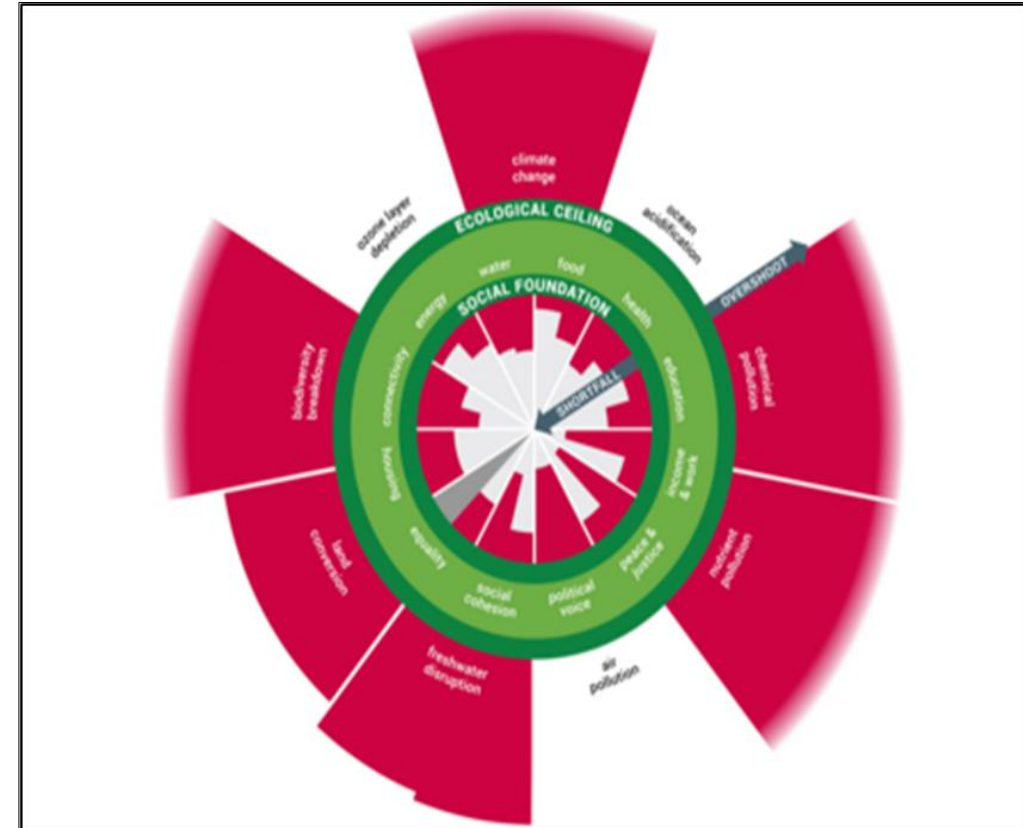 climate
change
ozone layer
depletion
ocean
acidification
ECOLOGICAL CEILING
water
food
energy
SOCIAL FOUNDATION
health
OVERSHOOT
biodiversity
breakdown
connectivity
SHORTFALL
education
chemical
pollution
housing
income
& work
land
conversion
equality
peace &
justice
nutrient
pollution
social
cohesion
political
voice
freshwater
disruption
air
pollution